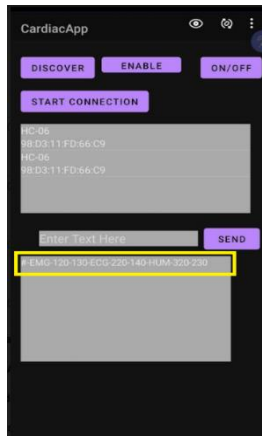 CardiacApp
DISCOVER ENABLE ON/OFF
START CONNECTION
HC-06
98:D3:11:FD:66:C9
HC-06
98:D3:11:FD:66:C9
Enter Text Here SEND
#-EMG-120-130-ECG-220-140-HUM-320-230